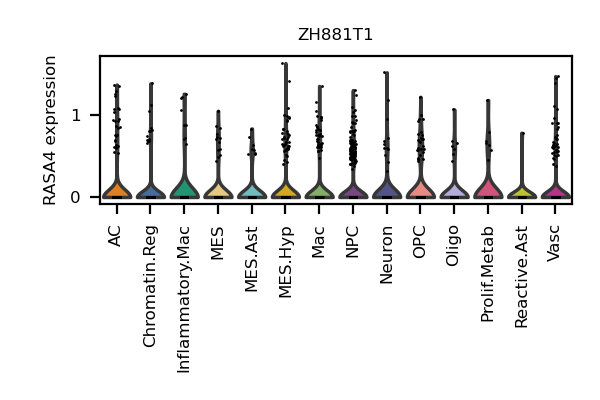 ZH881T1
RASA4 expression
1
0
AC
Chromatin.Reg
Inflammatory.Mac
MES
MES.Ast
MES.Hyp
Mac
NPC
Neuron
OPC
Oligo
Prolif.Metab
Reactive.Ast
Vasc